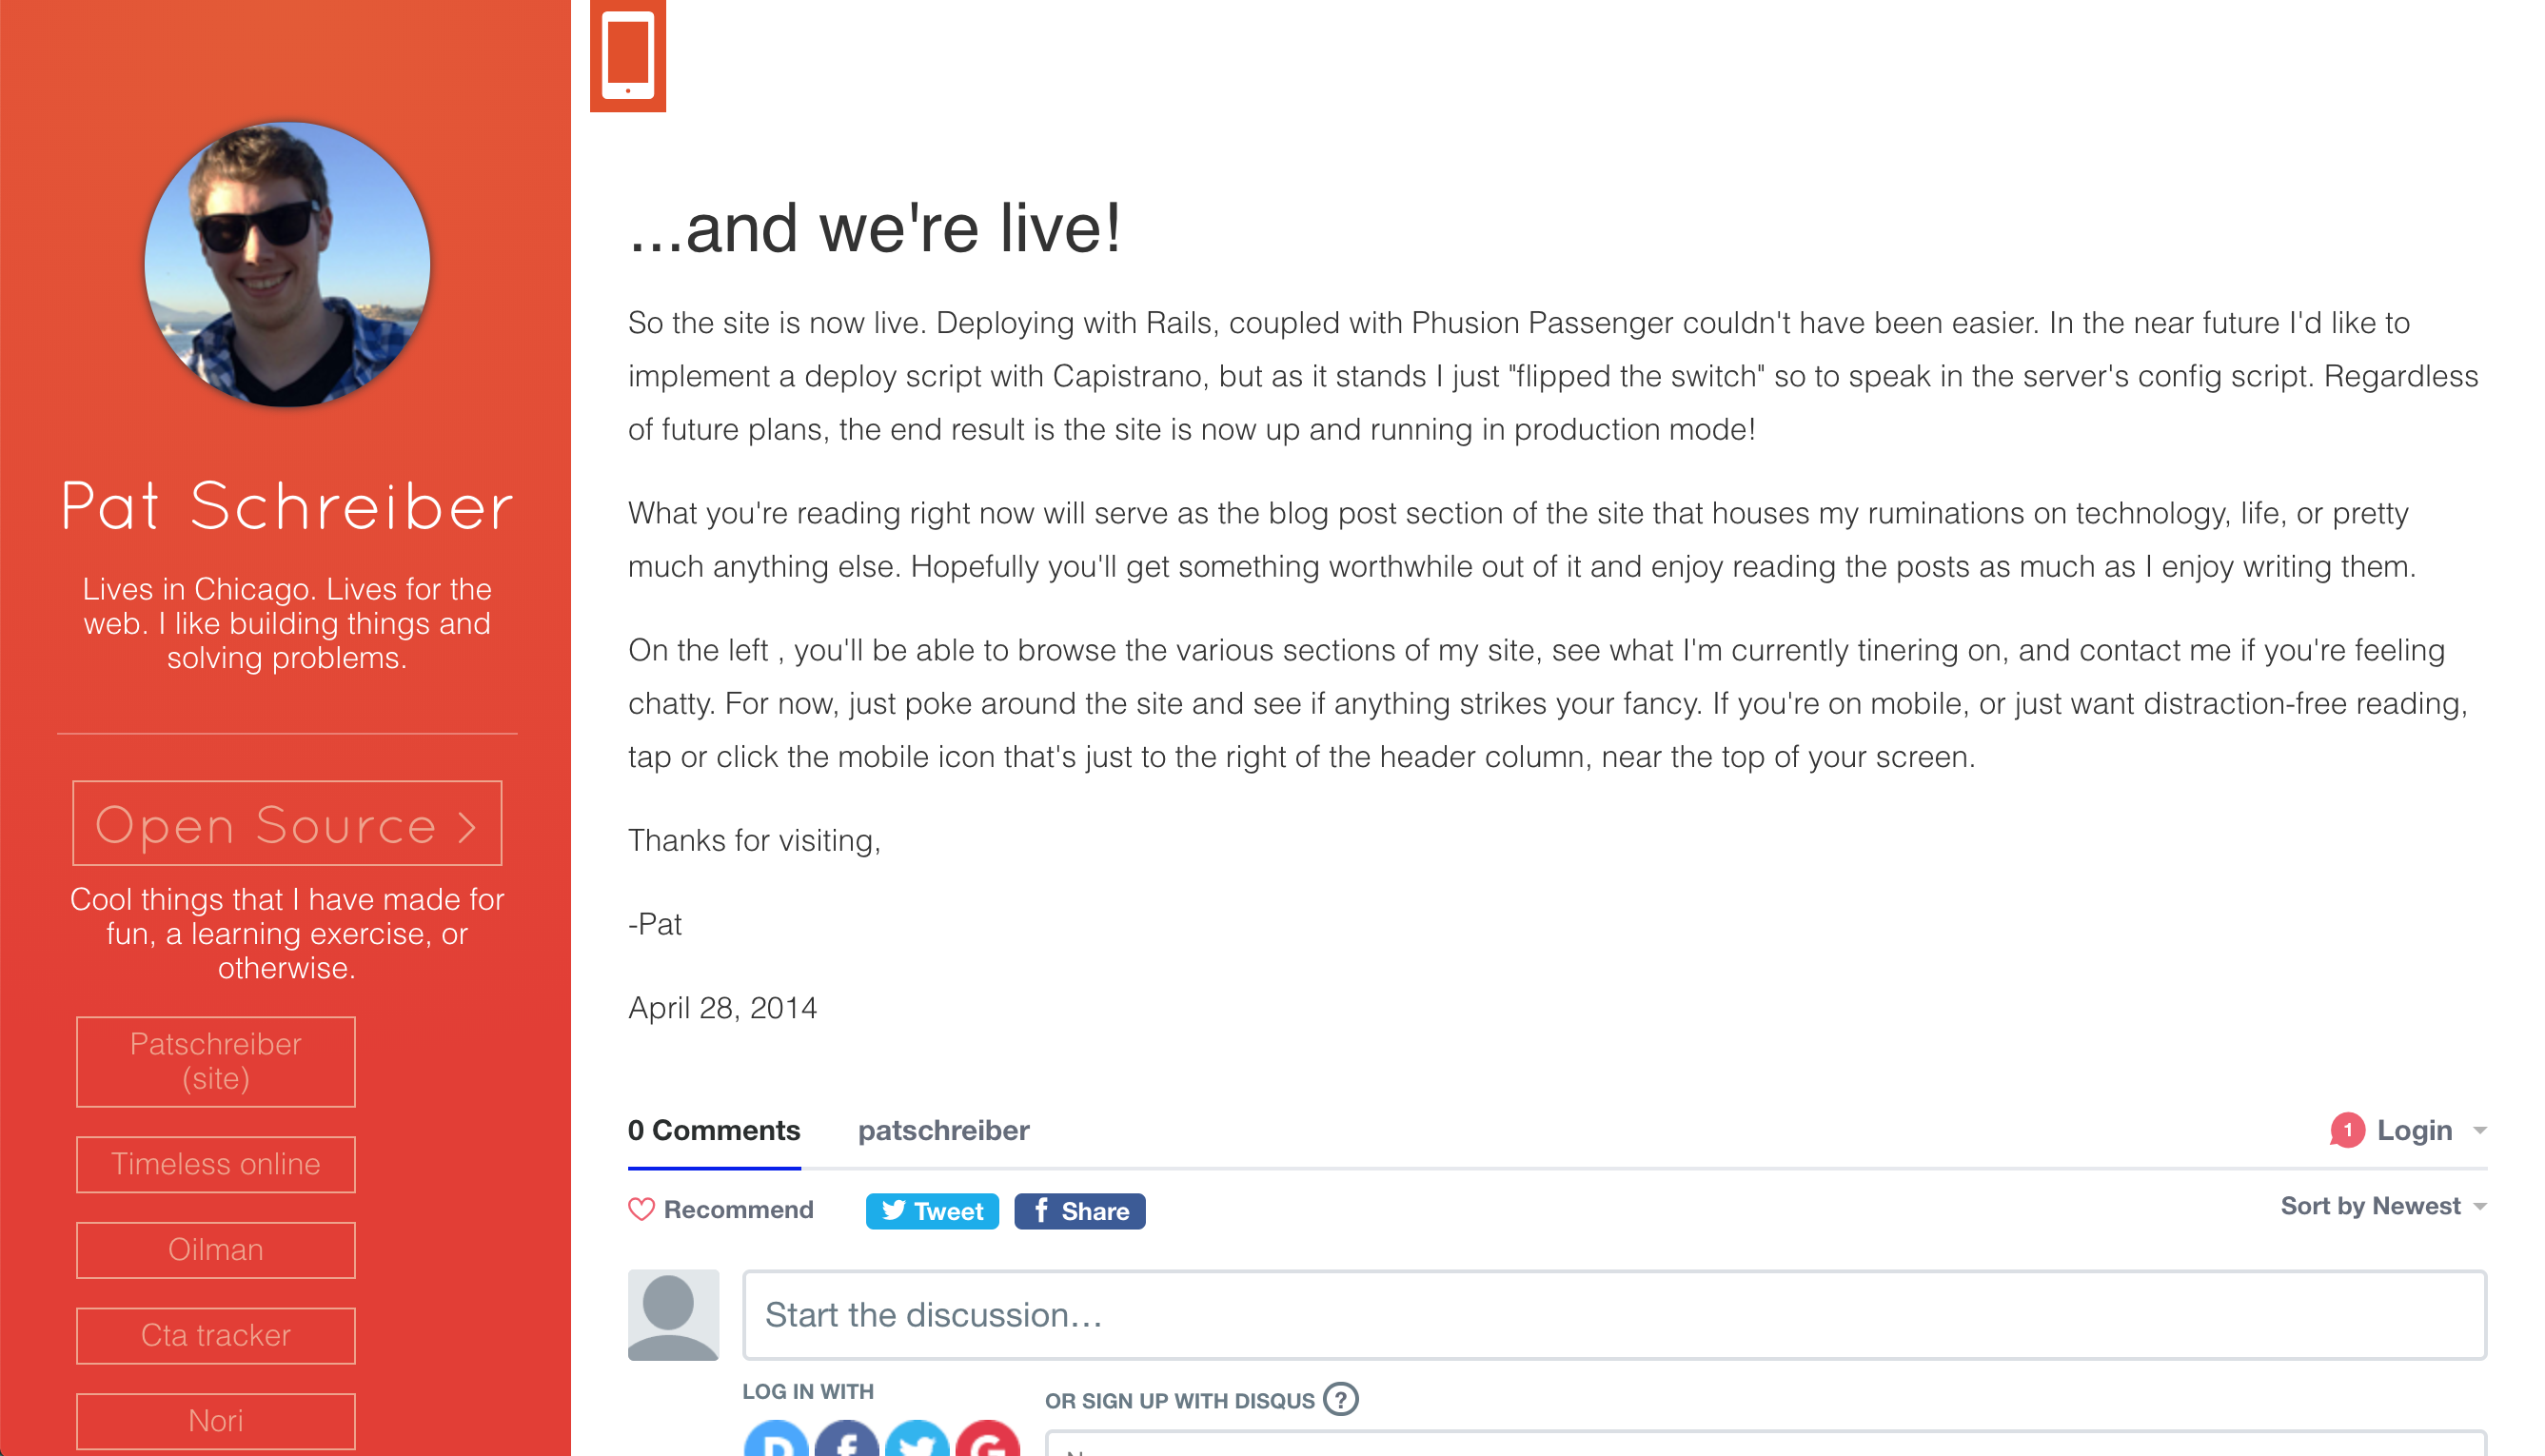 Pat Schreiber
Lives in Chicago. Lives for the
web. I like building things and
solving problems.
Open Source >
Cool things that I have made for
fun, a learning exercise, or
otherwise.
Patschreiber
(site)
Timeless online
Oilman
Cta tracker
Nori
...and we're live!
So the site is now live. Deploying with Rails, coupled with Phusion Passenger couldn't have been easier. In the near future I'd like to
implement a deploy script with Capistrano, but as it stands I just "flipped the switch" so to speak in the server's config script. Regardless
of future plans, the end result is the site is now up and running in production mode!
What you're reading right now will serve as the blog post section of the site that houses my ruminations on technology, life, or pretty
much anything else. Hopefully you'll get something worthwhile out of it and enjoy reading the posts as much as I enjoy writing them.
On the left , you'll be able to browse the various sections of my site, see what I'm currently tinering on, and contact me if you're feeling
chatty. For now, just poke around the site and see if anything strikes your fancy. If you're on mobile, or just want distraction-free reading,
tap or click the mobile icon that's just to the right of the header column, near the top of your screen.
Thanks for visiting,
-Pat
April 28, 2014
0 Comments patschreiber 1 Login
Recommend Tweet f Share Sort by Newest
Start the discussion...
LOG IN WITH
OR SIGN UP WITH DISQUS ?
D f G